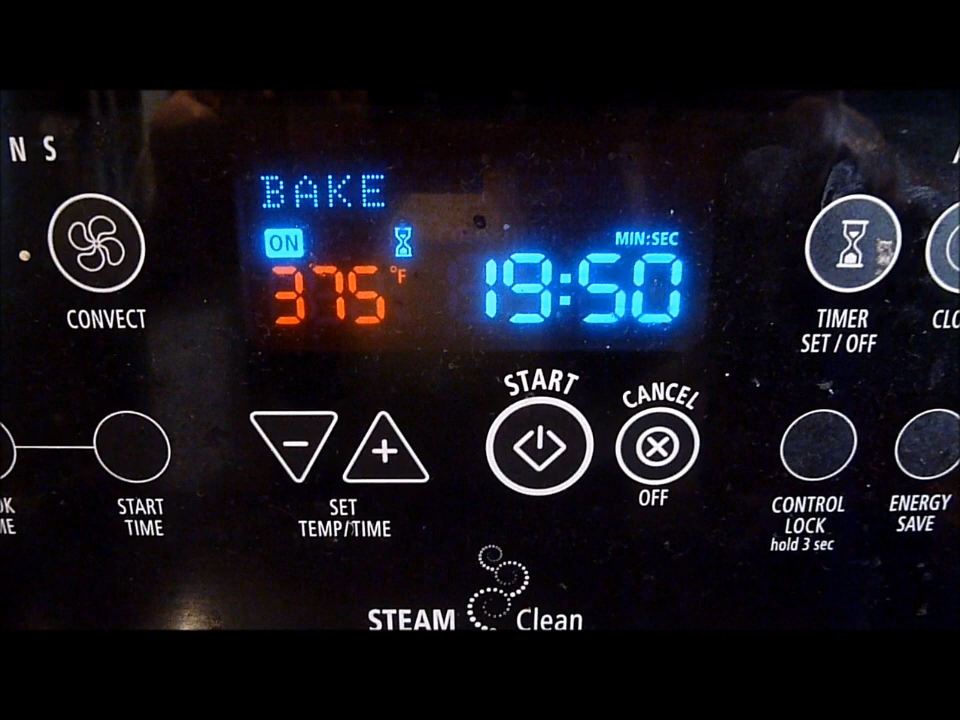 N S
BAKE
ON
MIN:SEC
375°F
19:50
CONVECT
TIMER
SET / OFF
START
CANCEL
OFF
START
TIME
SET
TEMP/TIME
CONTROL
LOCK
hold 3 sec
ENERGY
SAVE
STEAM Clean